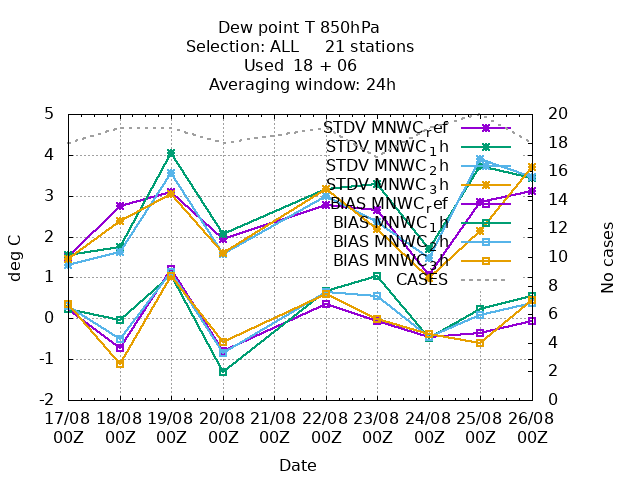 Dew point T 850hPa
Selection: ALL     21 stations
Used  18 + 06
Averaging window: 24h
5
4
3
2
1
0
-1
-2
deg C
20
18
16
14
12
10
8
6
4
2
0
No cases
STDV MNWC_ref
STDV MNWC_1h
STDV MNWC_2h
STDV MNWC_3h
BIAS MNWC_ref
BIAS MNWC_1h
BIAS MNWC_2h
BIAS MNWC_3h
CASES
17/08 18/08 19/08 20/08 21/08 22/08 23/08 24/08 25/08 26/08
00Z 00Z 00Z 00Z 00Z 00Z 00Z 00Z 00Z 00Z
Date